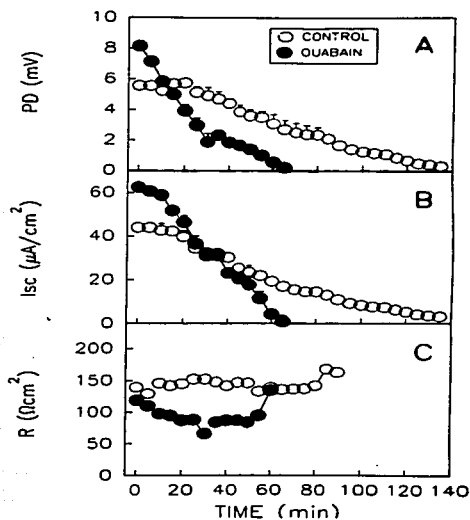 10
8
6
4
2
0
PD (mV)
CONTROL
OUABAIN
A
60
40
20
0
Isc (μA/cm²)
B
200
150
100
50
0
R (Ωcm²)
C
0 20 40 60 80 100 120 140
TIME (min)